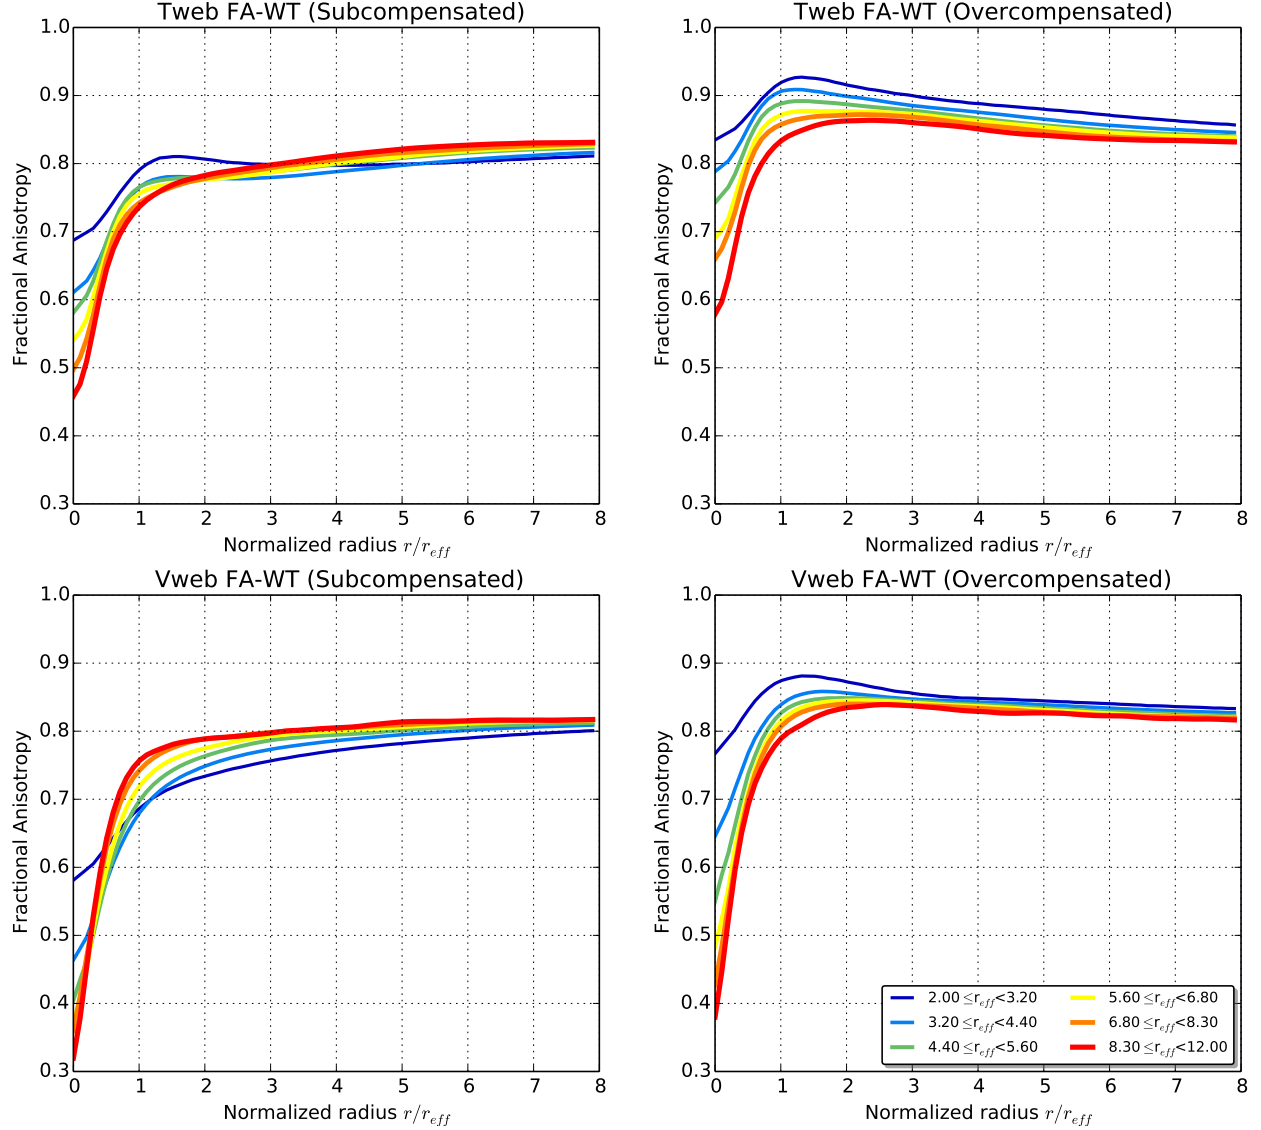 Tweb FA-WT (Subcompensated)
1.0
0.9
0.8
0.7
0.6
0.5
0.4
0.3
Fractional Anisotropy
0 1 2 3 4 5 6 7 8
Normalized radius r/r_eff
Tweb FA-WT (Overcompensated)
1.0
0.9
0.8
0.7
0.6
0.5
0.4
0.3
Fractional Anisotropy
0 1 2 3 4 5 6 7 8
Normalized radius r/r_eff
Vweb FA-WT (Subcompensated)
1.0
0.9
0.8
0.7
0.6
0.5
0.4
0.3
Fractional Anisotropy
0 1 2 3 4 5 6 7 8
Normalized radius r/r_eff
Vweb FA-WT (Overcompensated)
1.0
0.9
0.8
0.7
0.6
0.5
0.4
0.3
Fractional Anisotropy
0 1 2 3 4 5 6 7 8
Normalized radius r/r_eff
2.00 ≤r_eff<3.20
3.20 ≤r_eff<4.40
4.40 ≤r_eff<5.60
5.60 ≤r_eff<6.80
6.80 ≤r_eff<8.30
8.30 ≤r_eff<12.00